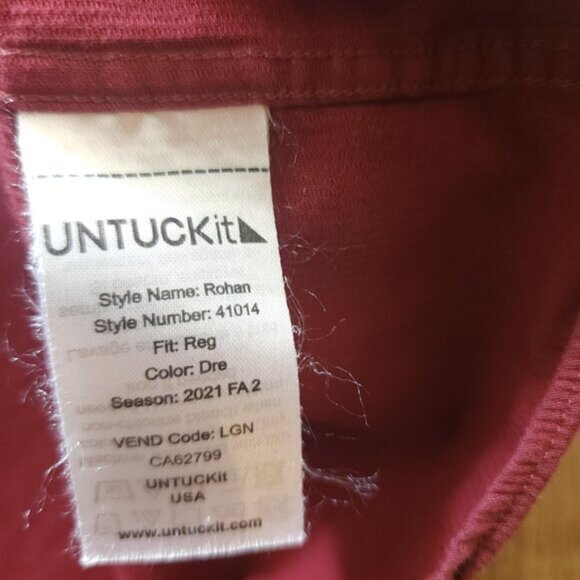 UNTUCKit
Style Name: Rohan
Style Number: 41014
Fit: Reg
Color: Dre
Season: 2021 FA 2
VEND Code: LGN
CA62799
UNTUCKit
USA
www.untuckit.com